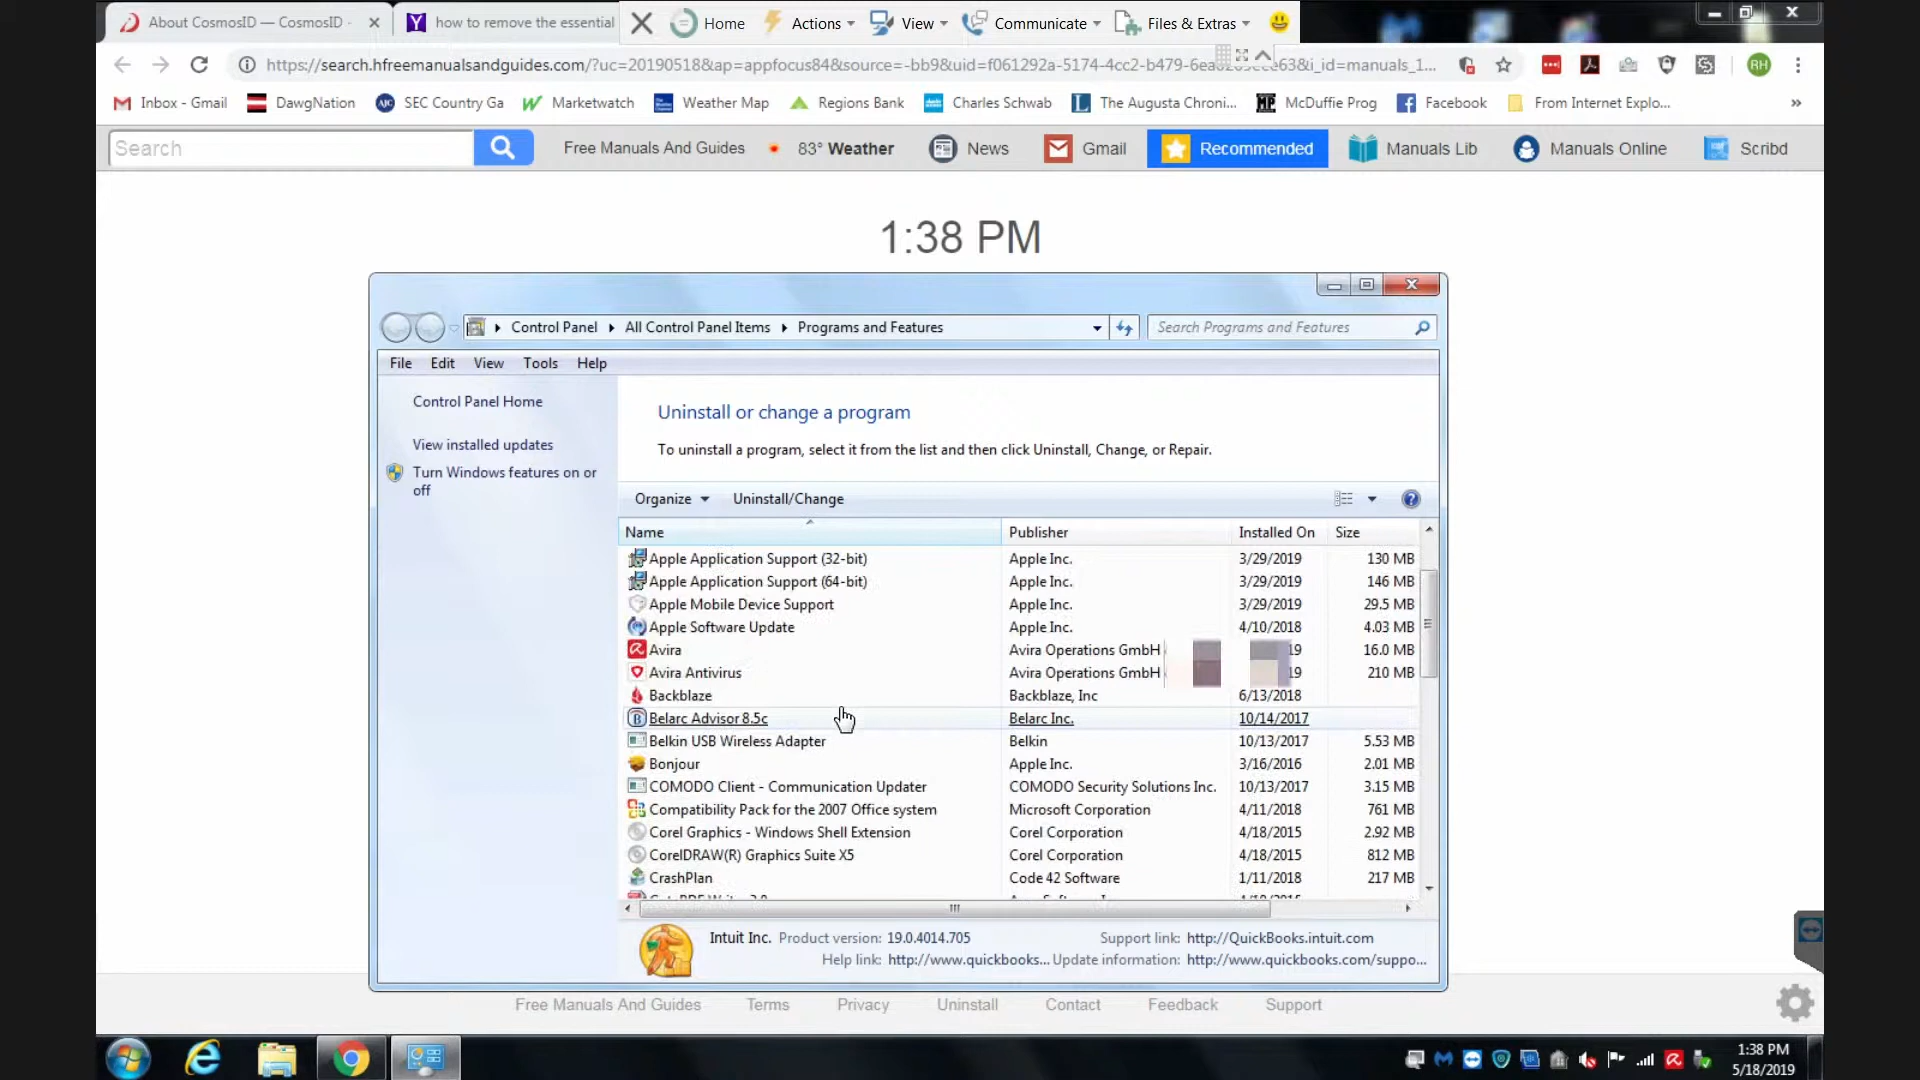 About CosmosID — CosmosID -
how to remove the essential
Home
Actions
View
Communicate
Files & Extras
https://search.hfreemanualsandguides.com/?uc=20190518&ap=appfocus84&source=-bb9&uid=f061292a-5174-4cc2-b479-6ea
RH
Inbox - Gmail
DawgNation
SEC Country Ga
Marketwatch
Weather Map
Regions Bank
Charles Schwab
The Augusta Chroni...
McDuffie Prog
Facebook
From Internet Explo...
»
Search
Free Manuals And Guides
83° Weather
News
Gmail
Recommended
Manuals Lib
Manuals Online
Scribd
1:38 PM
Control Panel
All Control Panel Items
Programs and Features
Search Programs and Features
File Edit View Tools Help
Control Panel Home
View installed updates
Turn Windows features on or
off
Uninstall or change a program
To uninstall a program, select it from the list and then click Uninstall, Change, or Repair.
Organize Uninstall/Change
Name Publisher Installed On Size
Apple Application Support (32-bit) Apple Inc. 3/29/2019 130 MB
Apple Application Support (64-bit) Apple Inc. 3/29/2019 146 MB
Apple Mobile Device Support Apple Inc. 3/29/2019 29.5 MB
Apple Software Update Apple Inc. 4/10/2018 4.03 MB
Avira Avira Operations GmbH 19 16.0 MB
Avira Antivirus Avira Operations GmbH 19 210 MB
Backblaze Backblaze, Inc 6/13/2018
Belarc Advisor 8.5c Belarc Inc. 10/14/2017
Belkin USB Wireless Adapter Belkin 10/13/2017 5.53 MB
Bonjour Apple Inc. 3/16/2016 2.01 MB
COMODO Client - Communication Updater COMODO Security Solutions Inc. 10/13/2017 3.15 MB
Compatibility Pack for the 2007 Office system Microsoft Corporation 4/11/2018 761 MB
Corel Graphics - Windows Shell Extension Corel Corporation 4/18/2015 2.92 MB
CorelDRAW(R) Graphics Suite X5 Corel Corporation 4/18/2015 812 MB
CrashPlan Code 42 Software 1/11/2018 217 MB
Intuit Inc. Product version: 19.0.4014.705 Support link: http://QuickBooks.intuit.com
Help link: http://www.quickbooks... Update information: http://www.quickbooks.com/suppo...
Free Manuals And Guides Terms Privacy Uninstall Contact Feedback Support
1:38 PM
5/18/2019